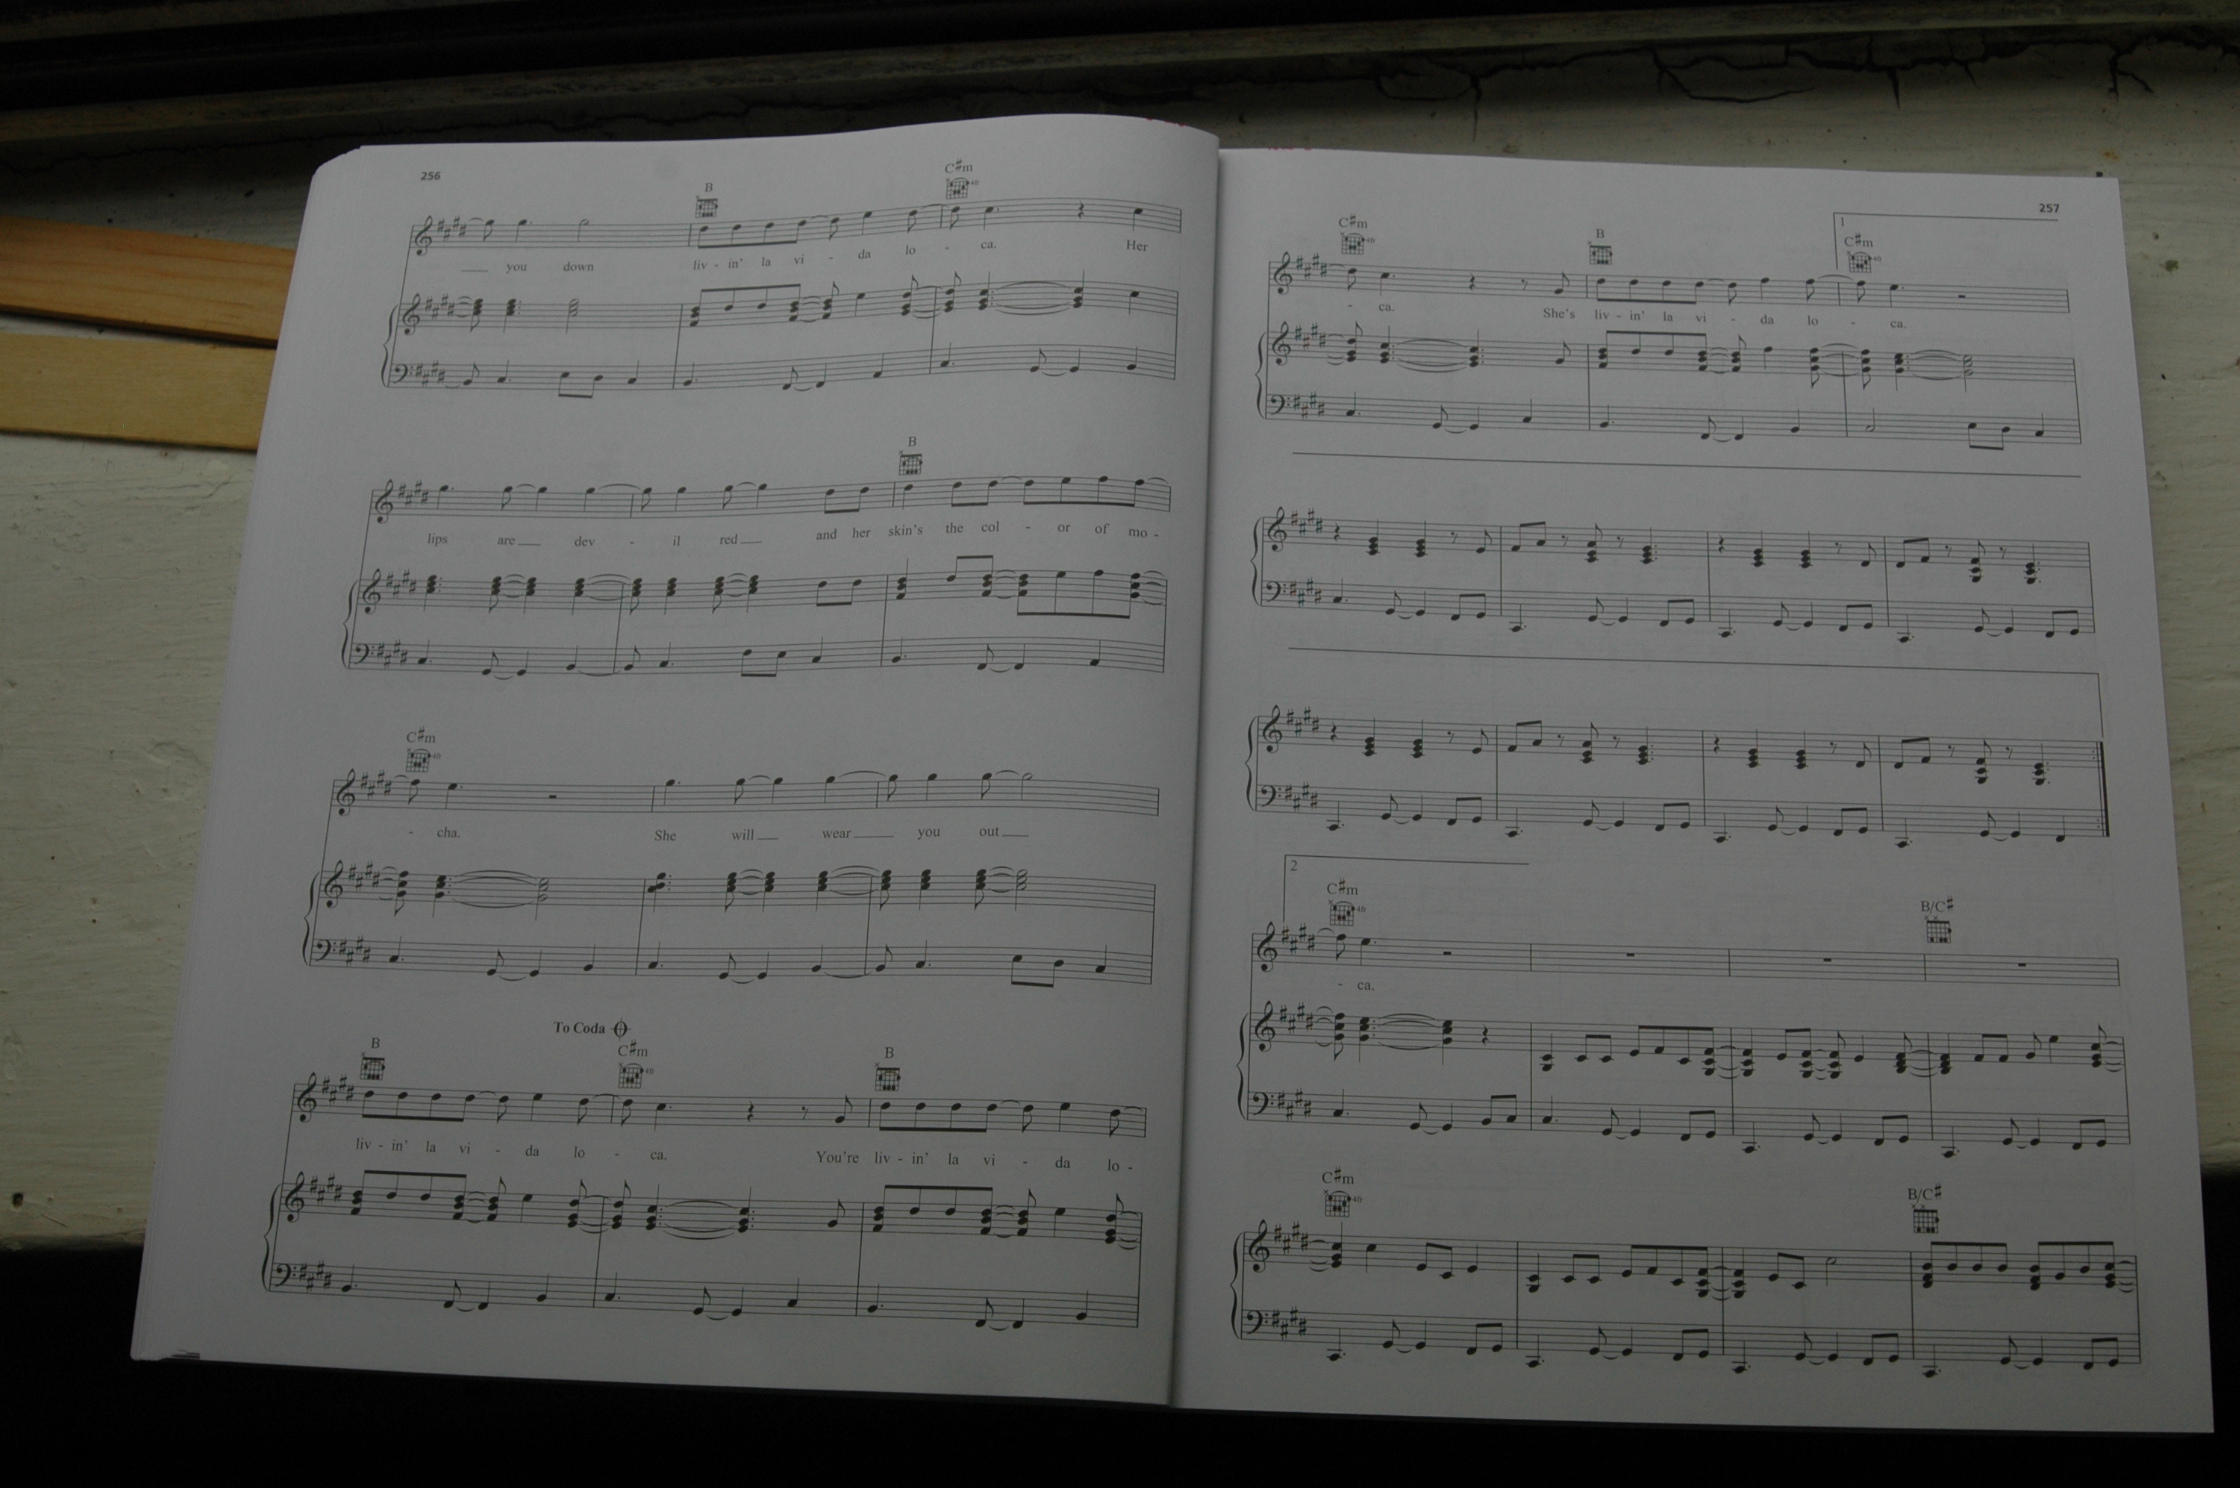 256
B C#m
you down liv - in' la vi - da lo - ca. Her
B
lips are dev - il red and her skin's the col - or of mo -
C#m
- cha. She will wear you out
To Coda
B C#m B
liv - in' la vi - da lo - ca. You're liv - in' la vi - da lo -
257
1
C#m B C#m
- ca. She's liv - in' la vi - da lo - ca.
2
C#m B/C#
- ca.
C#m B/C#